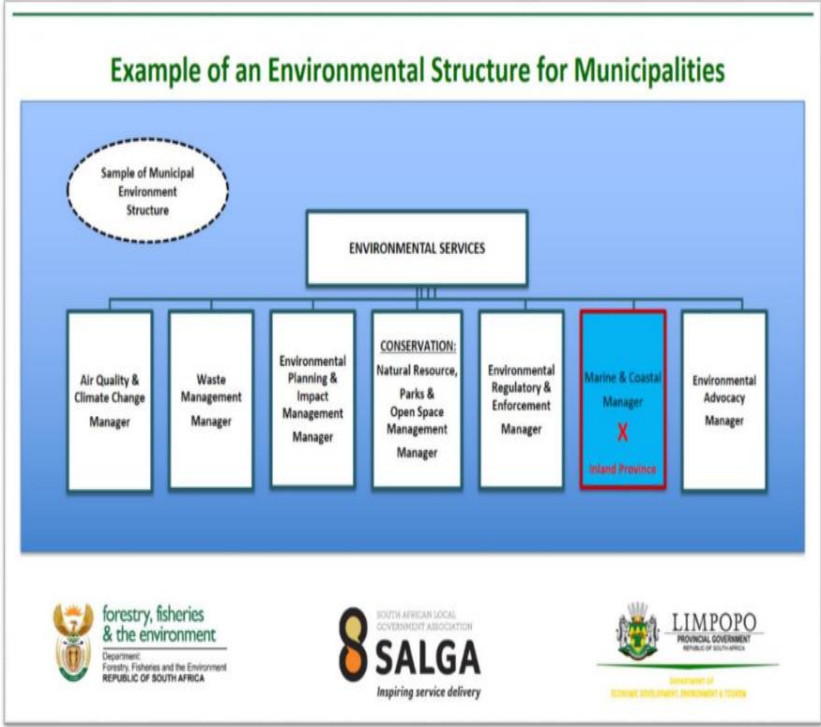 Example of an Environmental Structure for Municipalities
Sample of Municipal
Environment
Structure
ENVIRONMENTAL SERVICES
Air Quality &
Climate Change
Manager
Waste
Management
Manager
Environmental
Planning &
Impact
Management
Manager
CONSERVATION:
Natural Resource,
Parks &
Open Space
Management
Manager
Environmental
Regulatory &
Enforcement
Manager
Marine & Coastal
Manager
X
Inland Province
Environmental
Advocacy
Manager
forestry, fisheries
& the environment
Department:
Forestry, Fisheries and the Environment
REPUBLIC OF SOUTH AFRICA
SOUTH AFRICAN LOCAL
GOVERNMENT ASSOCIATION
SALGA
Inspiring service delivery
LIMPOPO
PROVINCIAL GOVERNMENT
REPUBLIC OF SOUTH AFRICA
DEPARTMENT OF
ECONOMIC DEVELOPMENT, ENVIRONMENT & TOURISM